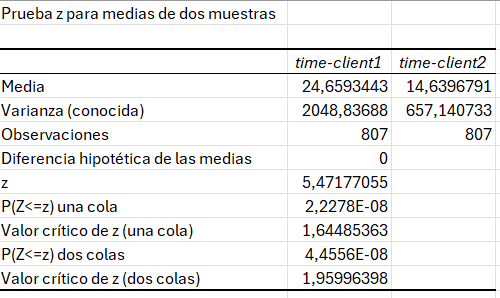 Prueba z para medias de dos muestras
time-client1 time-client2
Media 24,6593443 14,6396791
Varianza (conocida) 2048,83688 657,140733
Observaciones 807 807
Diferencia hipotética de las medias 0
z 5,47177055
P(Z<=z) una cola 2,2278E-08
Valor crítico de z (una cola) 1,64485363
P(Z<=z) dos colas 4,4556E-08
Valor crítico de z (dos colas) 1,95996398